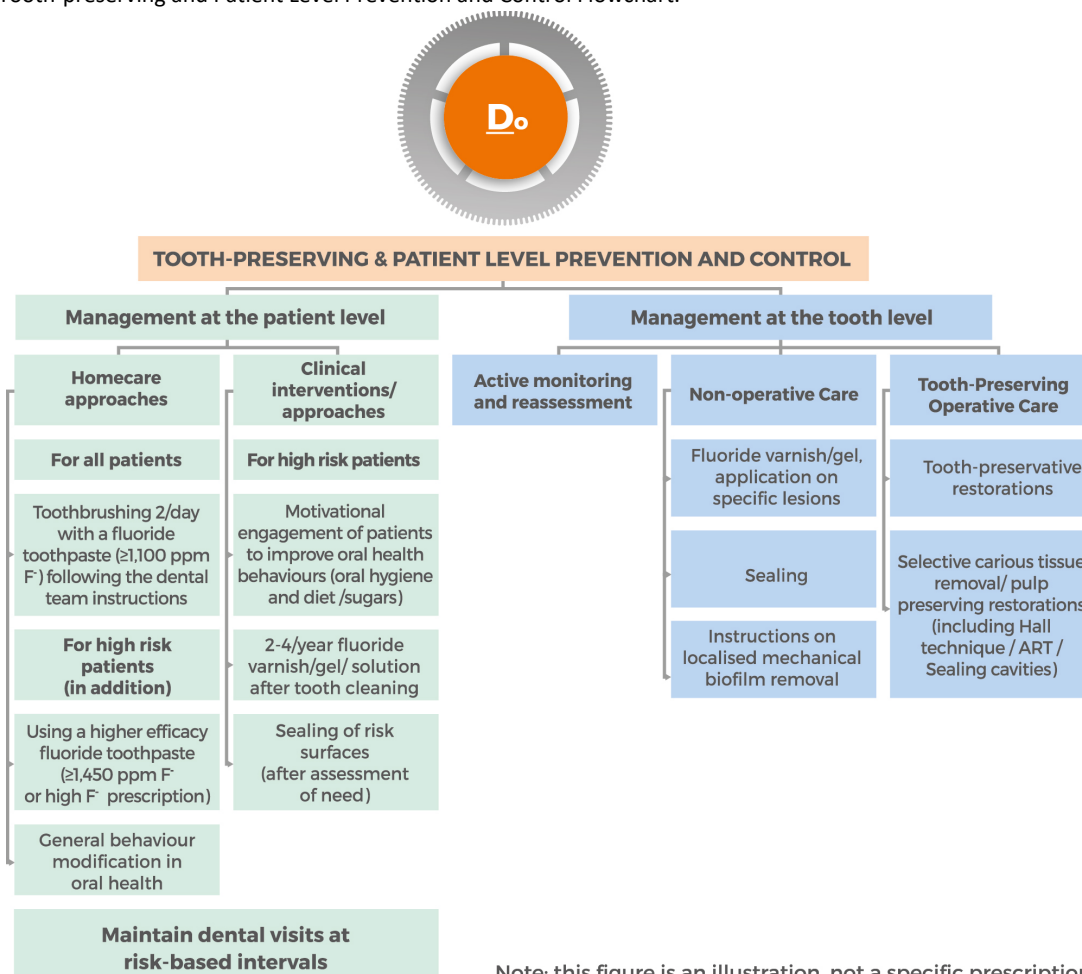 Tooth-preserving and Patient Level Prevention and Control Flowchart.
Do
TOOTH-PRESERVING & PATIENT LEVEL PREVENTION AND CONTROL
Management at the patient level
Homecare
approaches
For all patients
Toothbrushing 2/day
with a fluoride
toothpaste (≥1,100 ppm
F⁻) following the dental
team instructions
For high risk
patients
(in addition)
Using a higher efficacy
fluoride toothpaste
(≥1,450 ppm F⁻
or high F⁻ prescription)
General behaviour
modification in
oral health
Clinical
interventions/
approaches
For high risk patients
Motivational
engagement of patients
to improve oral health
behaviours (oral hygiene
and diet /sugars)
2-4/year fluoride
varnish/gel/ solution
after tooth cleaning
Sealing of risk
surfaces
(after assessment
of need)
Maintain dental visits at
risk-based intervals
Management at the tooth level
Active monitoring
and reassessment
Non-operative Care
Fluoride varnish/gel,
application on
specific lesions
Sealing
Instructions on
localised mechanical
biofilm removal
Tooth-Preserving
Operative Care
Tooth-preservative
restorations
Selective carious tissue
removal/ pulp
preserving restorations
(including Hall
technique / ART /
Sealing cavities)
Note: this figure is an illustration, not a specific prescription